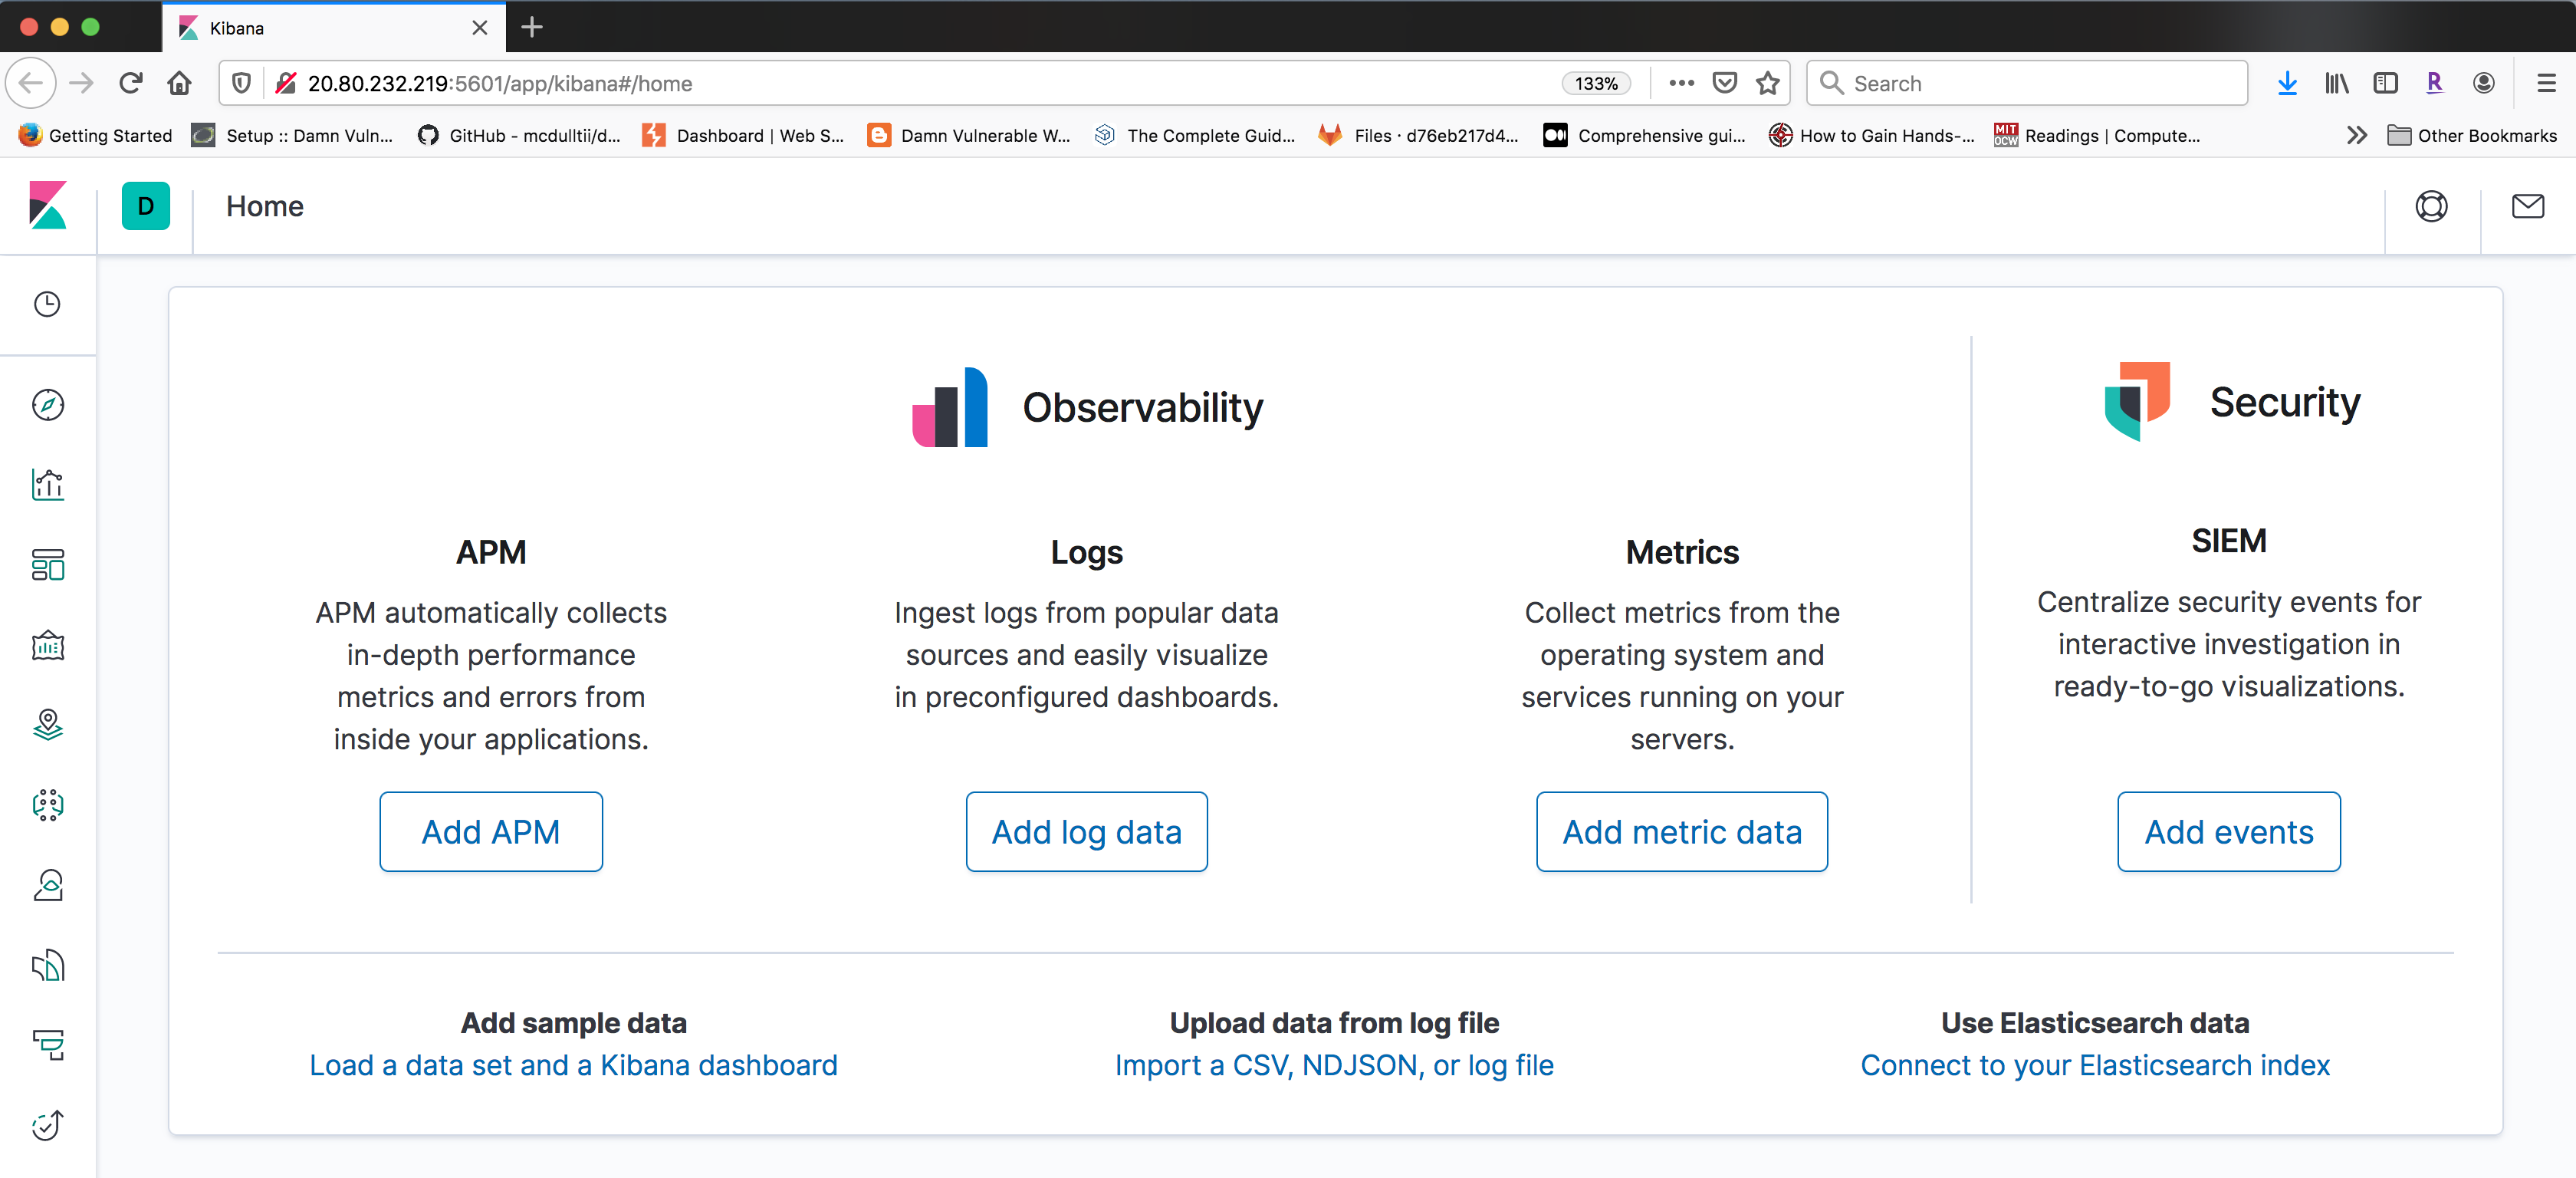 Kibana
20.80.232.219:5601/app/kibana#/home
133%
Search
Getting Started
Setup :: Damn Vuln...
GitHub - mcdulltii/d...
Dashboard | Web S...
Damn Vulnerable W...
The Complete Guid...
Files · d76eb217d4...
Comprehensive gui...
How to Gain Hands-...
MIT
OCW
Readings | Compute...
Other Bookmarks
D
Home
Observability
Security
APM
APM automatically collects
in-depth performance
metrics and errors from
inside your applications.
Add APM
Logs
Ingest logs from popular data
sources and easily visualize
in preconfigured dashboards.
Add log data
Metrics
Collect metrics from the
operating system and
services running on your
servers.
Add metric data
SIEM
Centralize security events for
interactive investigation in
ready-to-go visualizations.
Add events
Add sample data
Load a data set and a Kibana dashboard
Upload data from log file
Import a CSV, NDJSON, or log file
Use Elasticsearch data
Connect to your Elasticsearch index